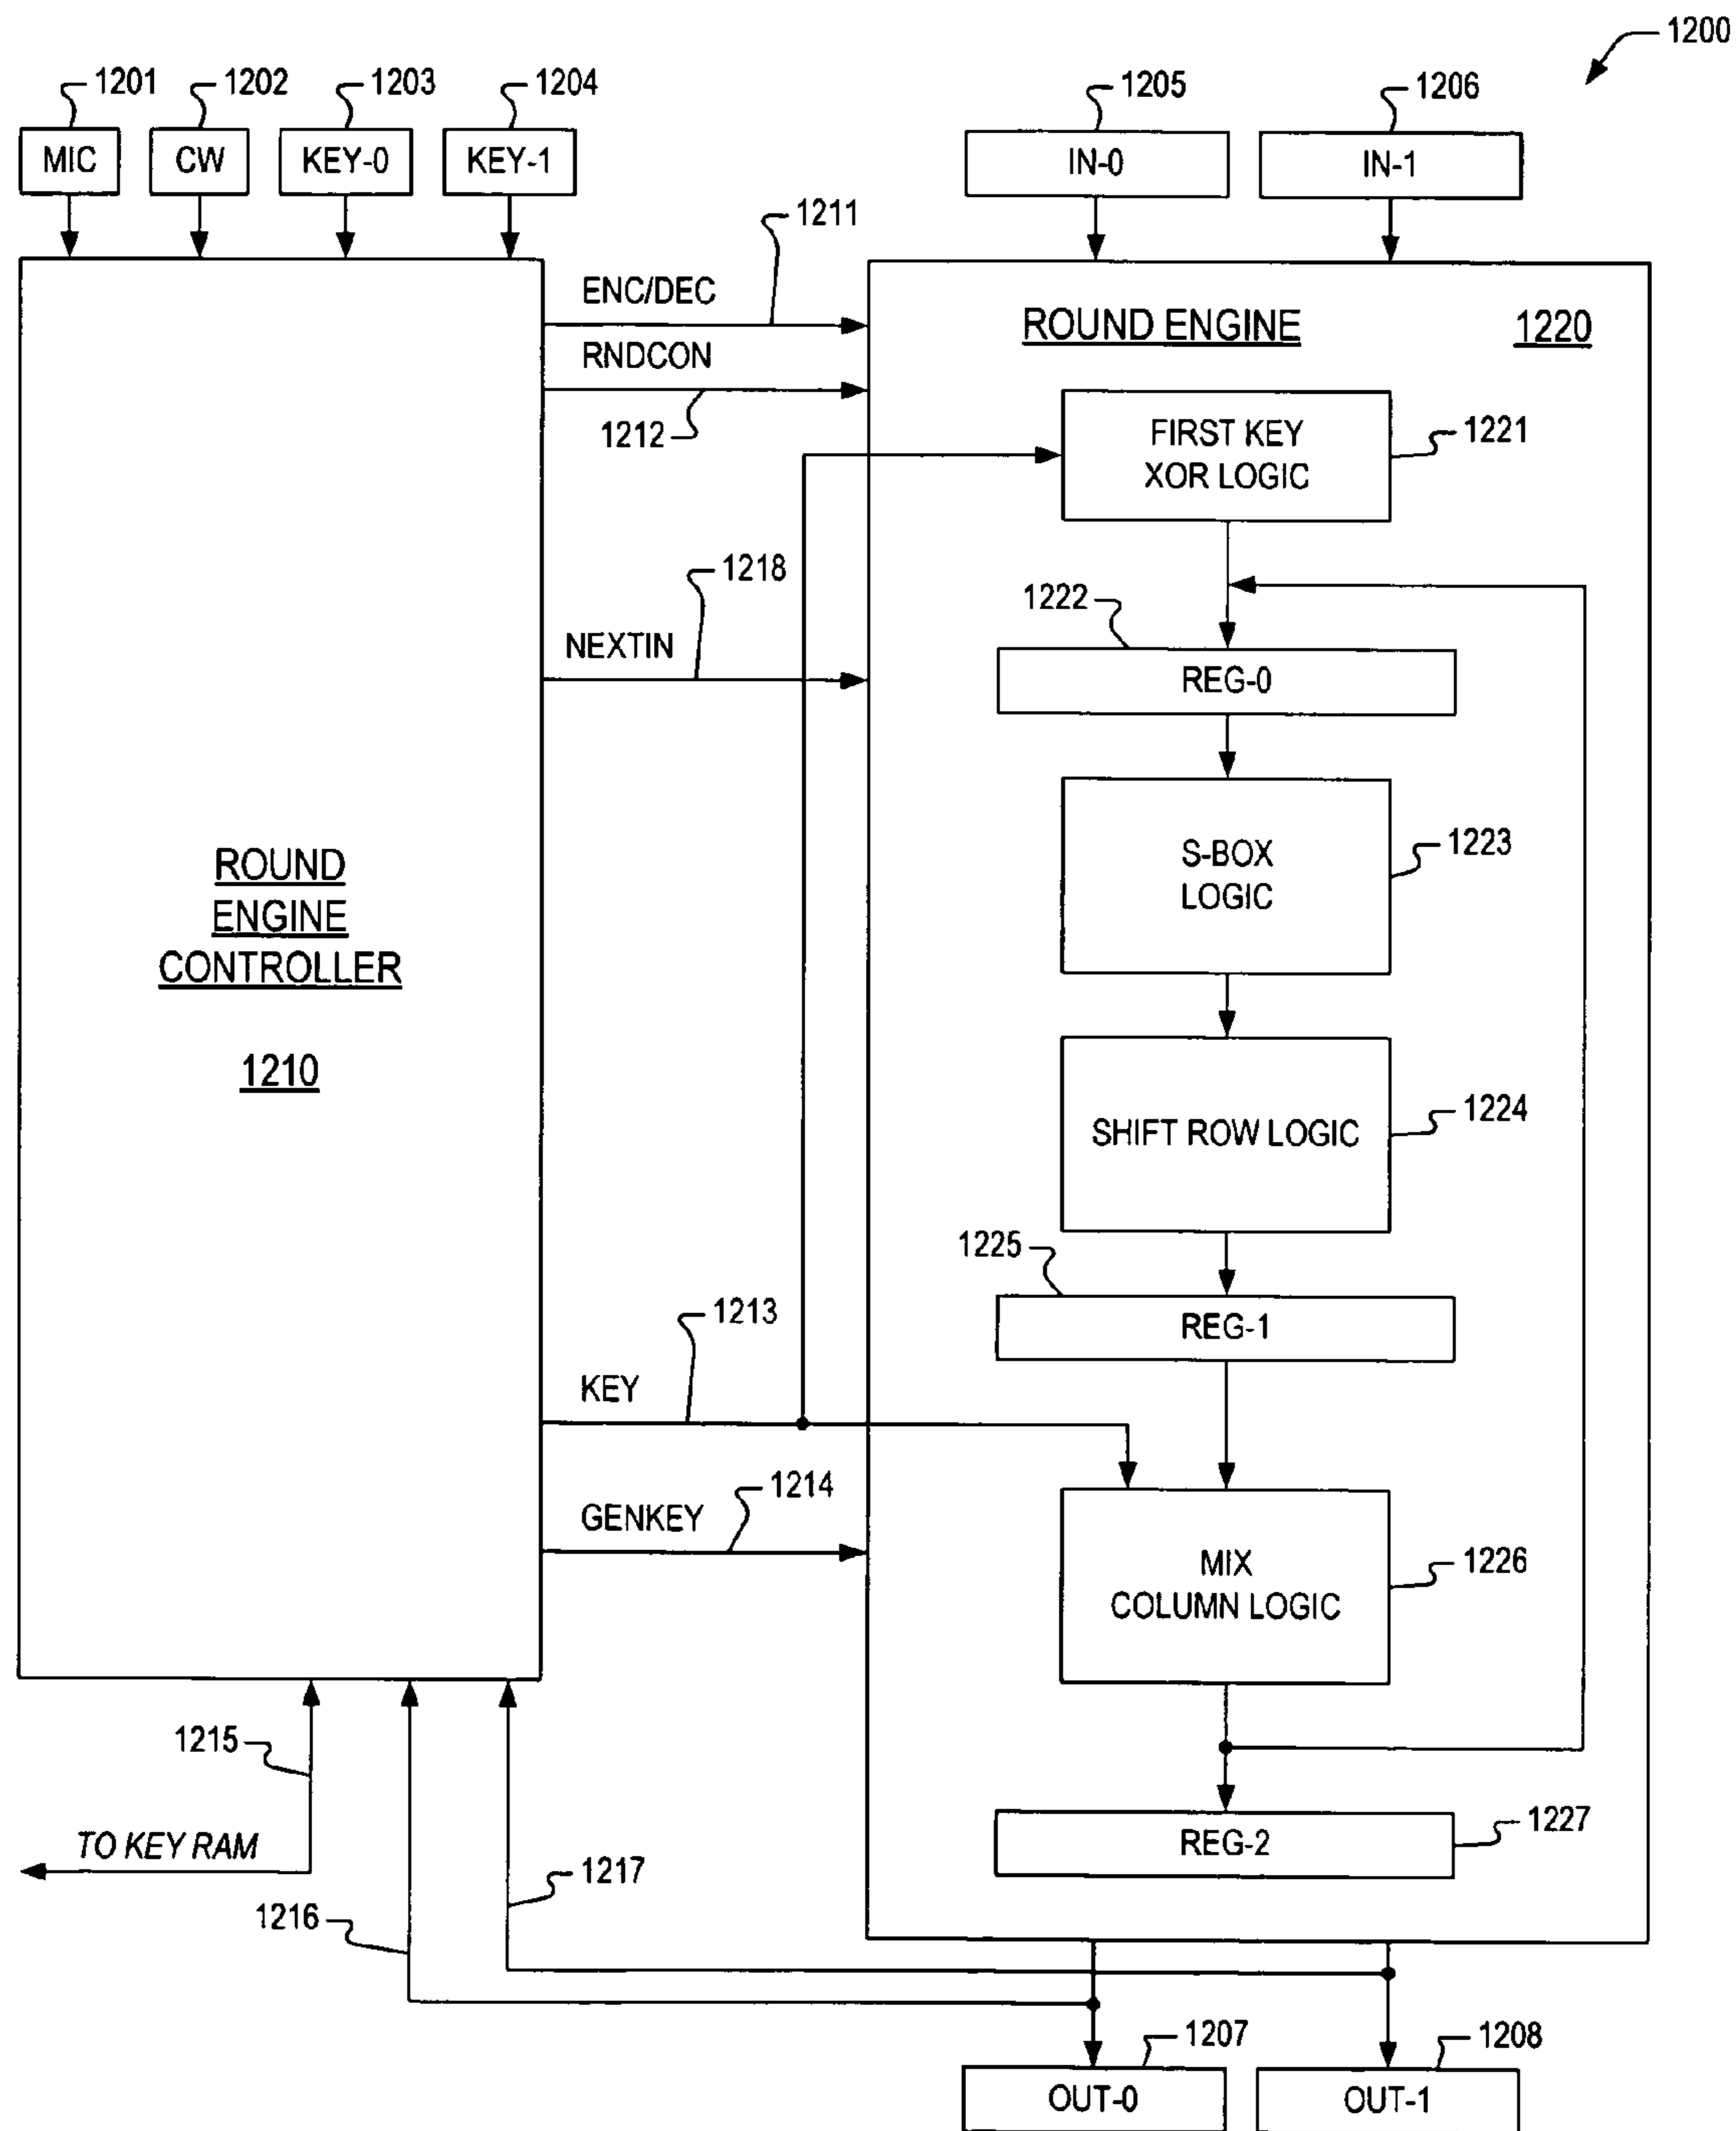 1200
1201
1202
1203
1204
1205
1206
MIC
CW
KEY-0
KEY-1
IN-0
IN-1
1211
ENC/DEC
RNDCON
1212
ROUND ENGINE
1220
FIRST KEY
XOR LOGIC
1221
1218
NEXTIN
1222
REG-0
S-BOX
LOGIC
1223
ROUND
ENGINE
CONTROLLER
1210
SHIFT ROW LOGIC
1224
1225
REG-1
1213
KEY
1214
GENKEY
MIX
COLUMN LOGIC
1226
1215
TO KEY RAM
REG-2
1227
1217
1216
1207
1208
OUT-0
OUT-1